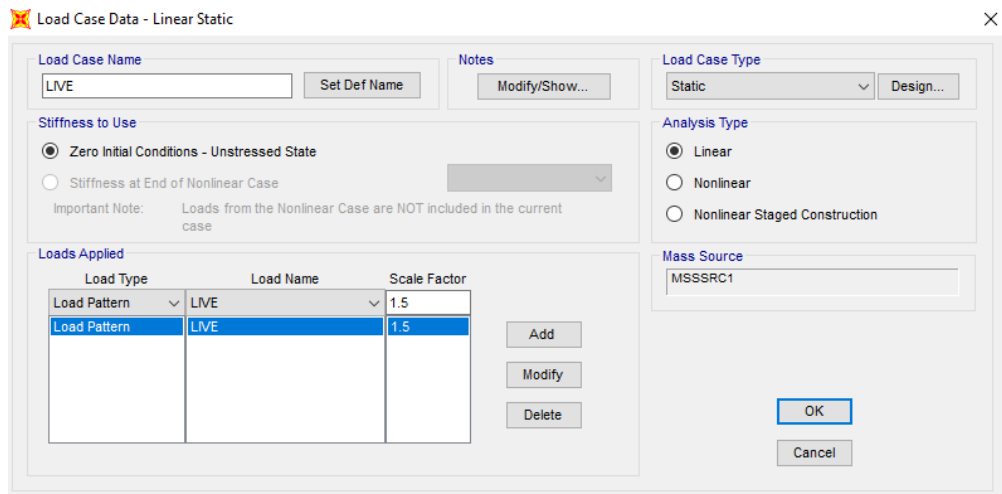 Load Case Data - Linear Static
Load Case Name
LIVE
Set Def Name
Notes
Modify/Show...
Load Case Type
Static
Design...
Stiffness to Use
Zero Initial Conditions - Unstressed State
Stiffness at End of Nonlinear Case
Important Note: Loads from the Nonlinear Case are NOT included in the current
case
Analysis Type
Linear
Nonlinear
Nonlinear Staged Construction
Loads Applied
Load Type Load Name Scale Factor
Load Pattern LIVE 1.5
Load Pattern LIVE 1.5
Add
Modify
Delete
Mass Source
MSSSRC1
OK
Cancel